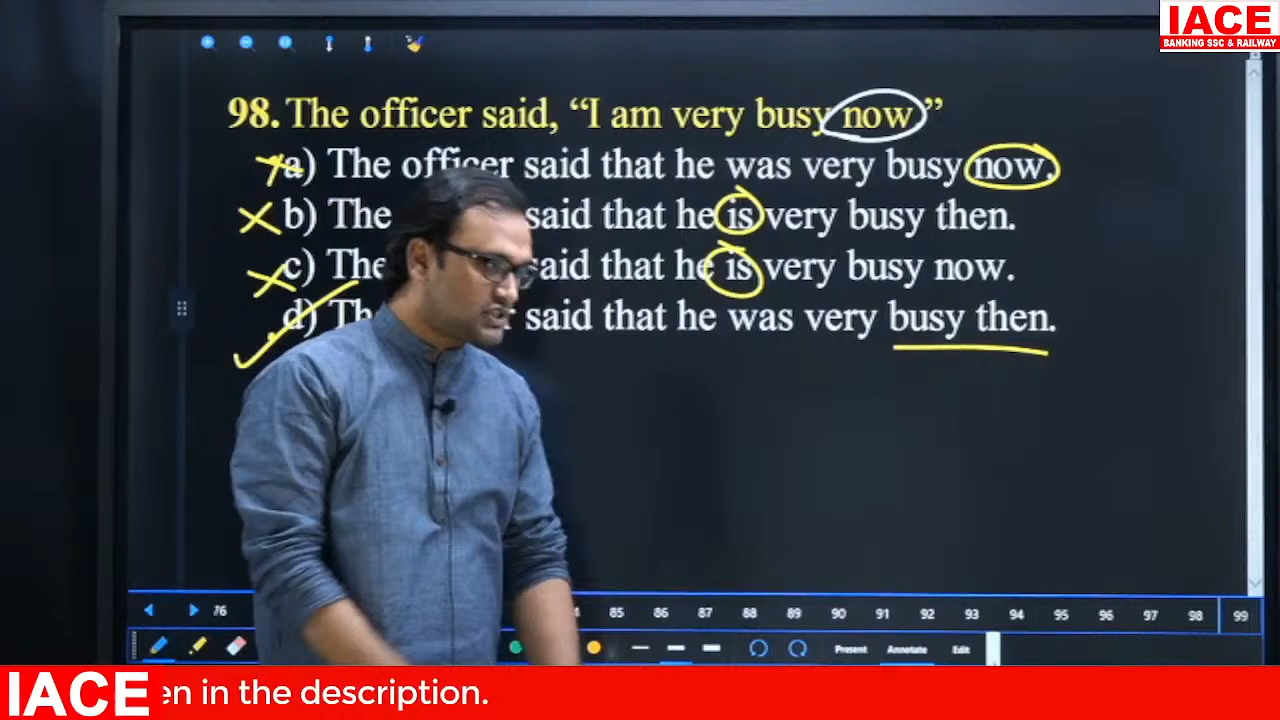 IACE
BANKING SSC & RAILWAY
98. The officer said, “I am very busy now”
a) The officer said that he was very busy now.
b) The said that he is very busy then.
c) The said that he is very busy now.
d) Th r said that he was very busy then.
76 85 86 87 88 89 90 91 92 93 94 95 96 97 98 99
Present Annotate Edit
IACE en in the description.